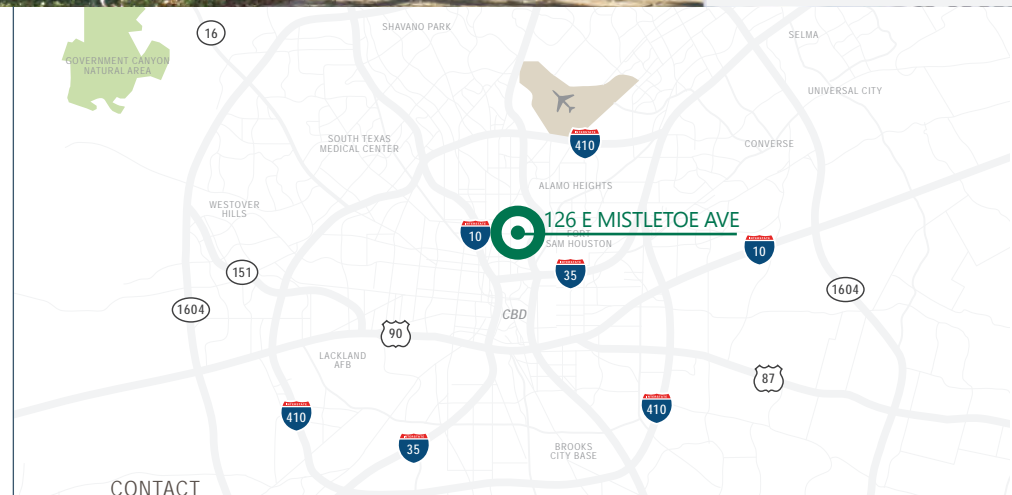 SHAVANO PARK
16
SELMA
GOVERNMENT CANYON
NATURAL AREA
UNIVERSAL CITY
SOUTH TEXAS
MEDICAL CENTER
410
CONVERSE
ALAMO HEIGHTS
WESTOVER
HILLS
126 E MISTLETOE AVE
10
FORT
SAM HOUSTON
10
151
35
1604
1604
CBD
90
LACKLAND
AFB
87
410
410
35
BROOKS
CITY BASE
CONTACT